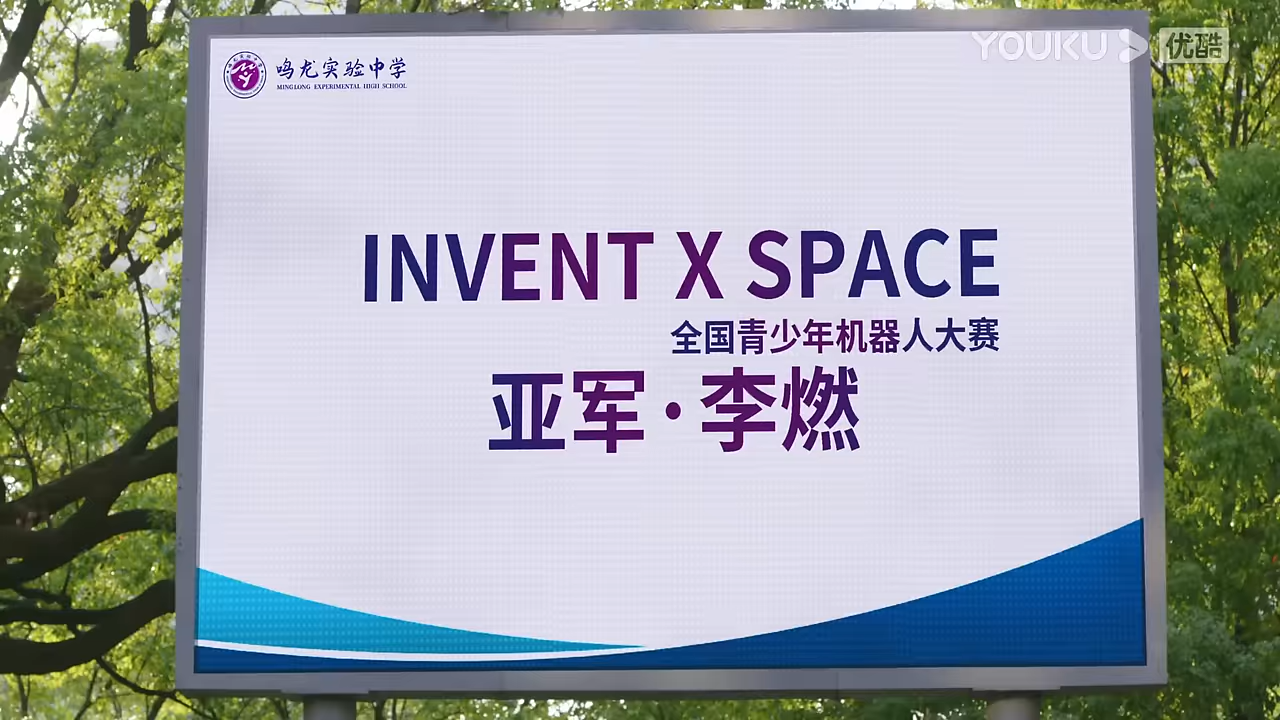 YOUKU 优酷
鸣龙实验中学
MINGLONG EXPERIMENTAL HIGH SCHOOL
INVENT X SPACE
全国青少年机器人大赛
亚军·李燃